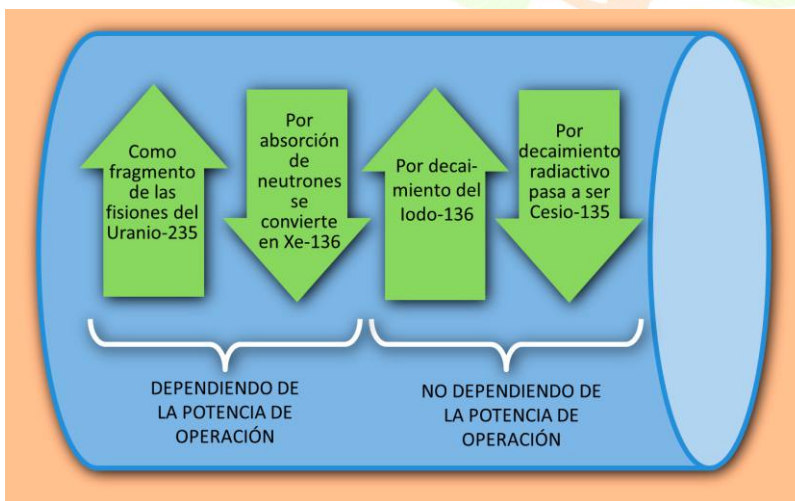 Como
fragmento
de las
fisiones del
Uranio-235
Por
absorción
de
neutrones
se
convierte
en Xe-136
Por decai-
miento del
Iodo-136
Por
decaimiento
radiactivo
pasa a ser
Cesio-135
DEPENDIENDO DE
LA POTENCIA DE
OPERACIÓN
NO DEPENDIENDO DE
LA POTENCIA DE
OPERACIÓN